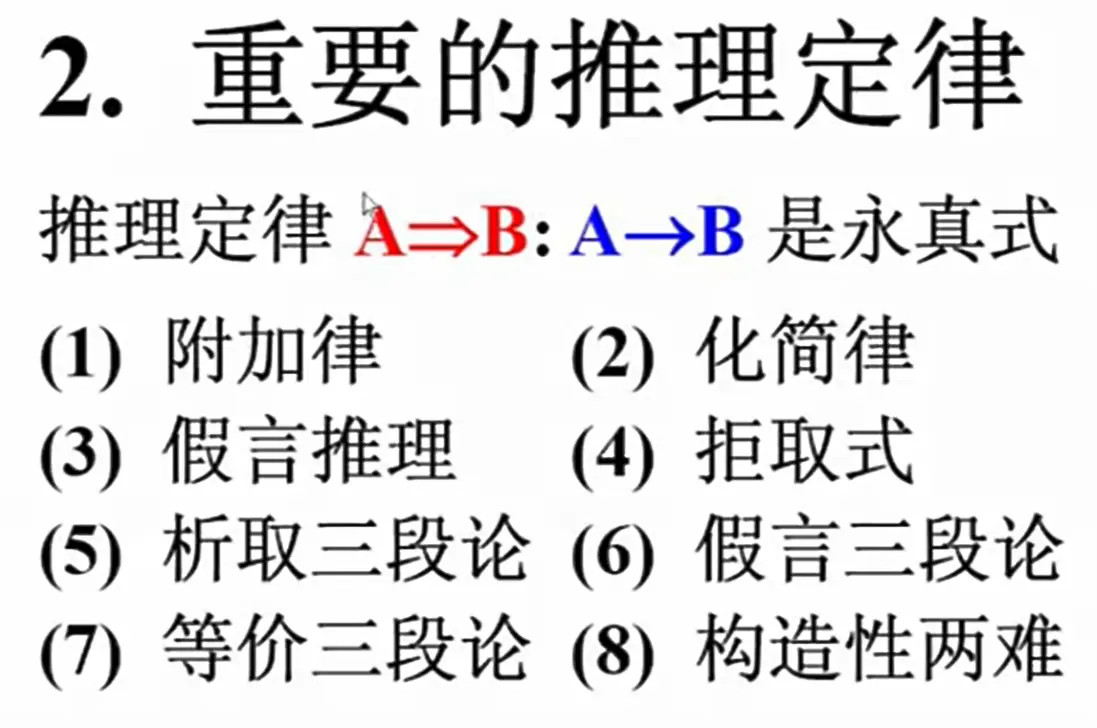 2. 重要的推理定律
推理定律 A⇒B: A→B 是永真式
(1) 附加律 (2) 化简律
(3) 假言推理 (4) 拒取式
(5) 析取三段论 (6) 假言三段论
(7) 等价三段论 (8) 构造性两难